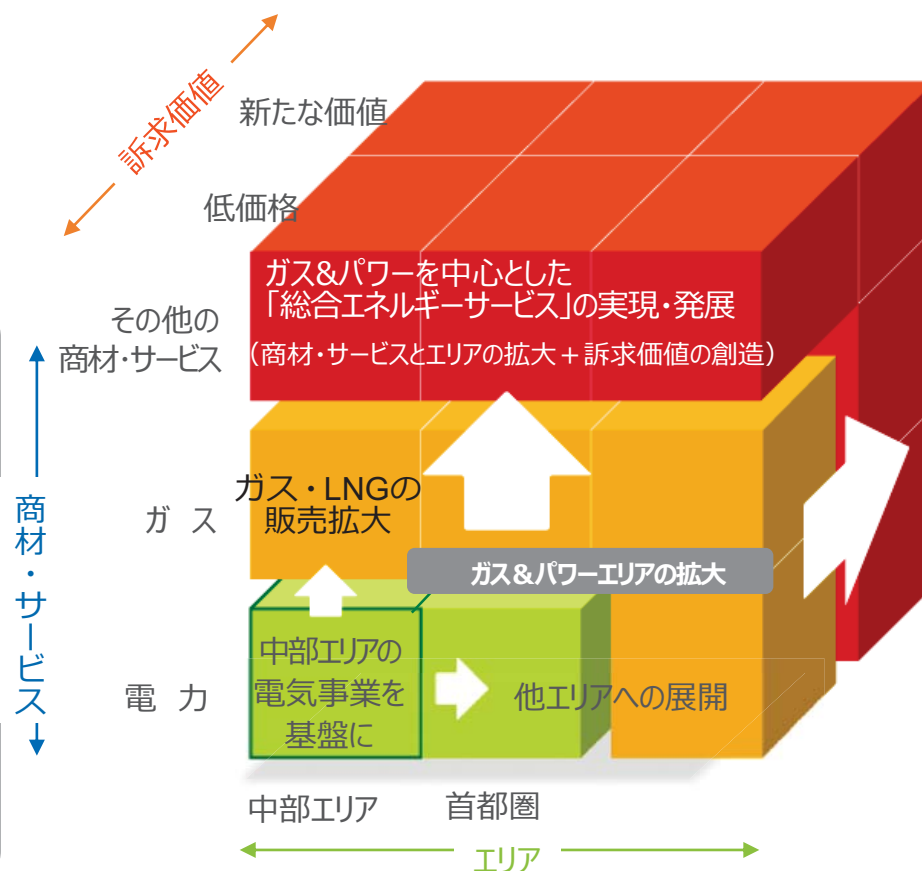 訴求価値
新たな価値
低価格
その他の
商材・サービス
ガス&パワーを中心とした
「総合エネルギーサービス」の実現・発展
(商材・サービスとエリアの拡大+訴求価値の創造)
商材・サービス
ガス
ガス・LNGの
販売拡大
ガス&パワーエリアの拡大
電力
中部エリアの
電気事業を
基盤に
他エリアへの展開
中部エリア
首都圏
エリア